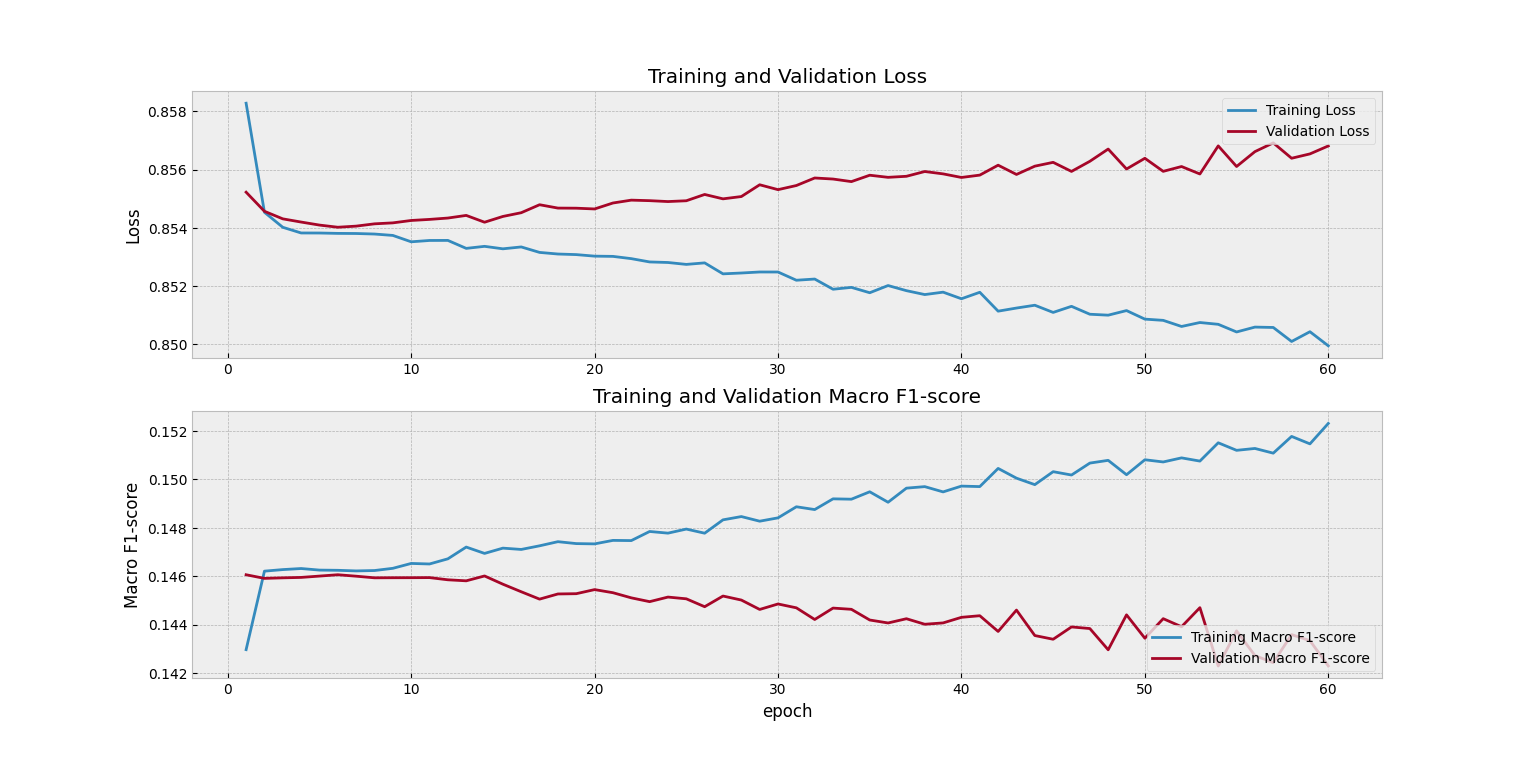 Training and Validation Loss
Loss
0.858
0.856
0.854
0.852
0.850
Training Loss
Validation Loss
0 10 20 30 40 50 60
Training and Validation Macro F1-score
Macro F1-score
0.152
0.150
0.148
0.146
0.144
0.142
Training Macro F1-score
Validation Macro F1-score
0 10 20 30 40 50 60
epoch